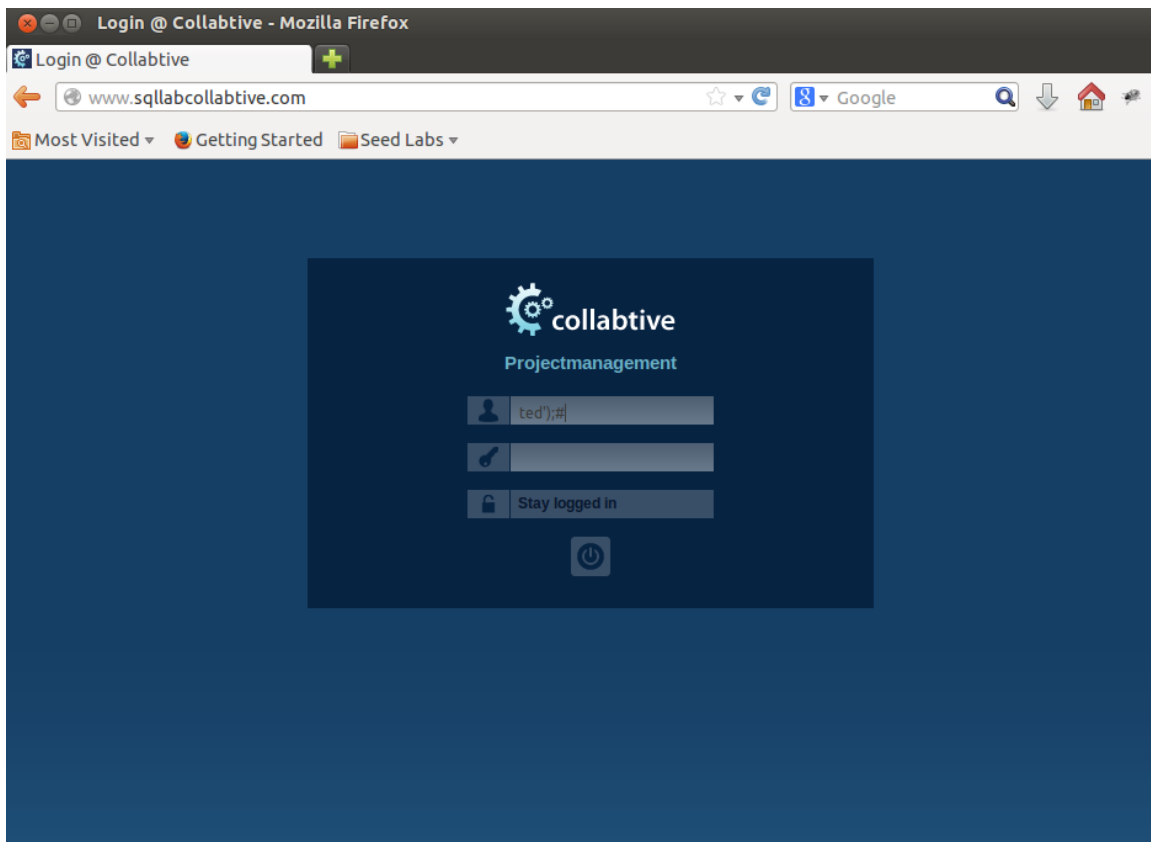 Login @ Collabtive - Mozilla Firefox
Login @ Collabtive
www.sqllabcollabtive.com
8 Google
Most Visited Getting Started Seed Labs
collabtive
Projectmanagement
ted');#
Stay logged in